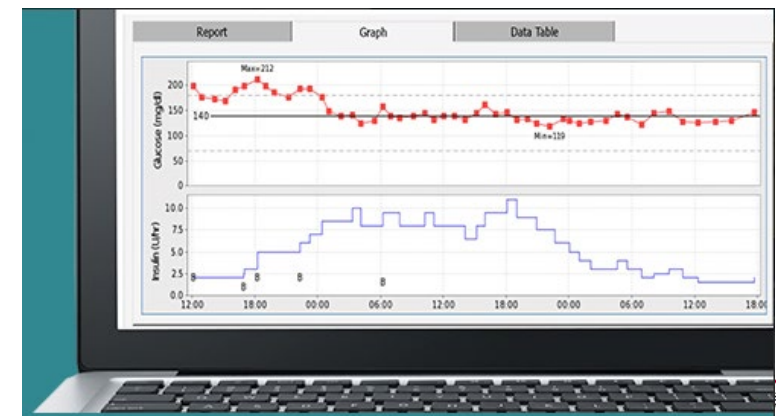 Report Graph Data Table
Max=212
200
150
140
100
Min=119
50
0
Glucose (mg/dl)
10.0
7.5
5.0
2.5
0.0
Insulin (U/hr)
B B B B B
12:00 18:00 00:00 06:00 12:00 18:00 00:00 06:00 12:00 18:00